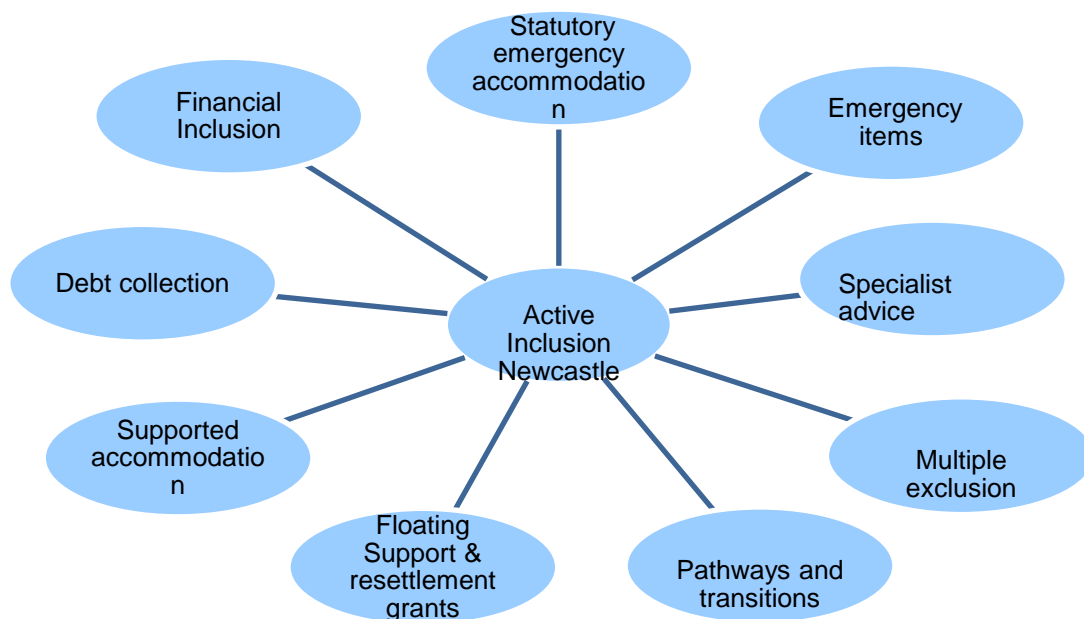 Statutory
emergency
accommodatio
n
Financial
Inclusion
Emergency
items
Debt collection
Specialist
advice
Active
Inclusion
Newcastle
Supported
accommodatio
n
Multiple
exclusion
Floating
Support &
resettlement
grants
Pathways and
transitions